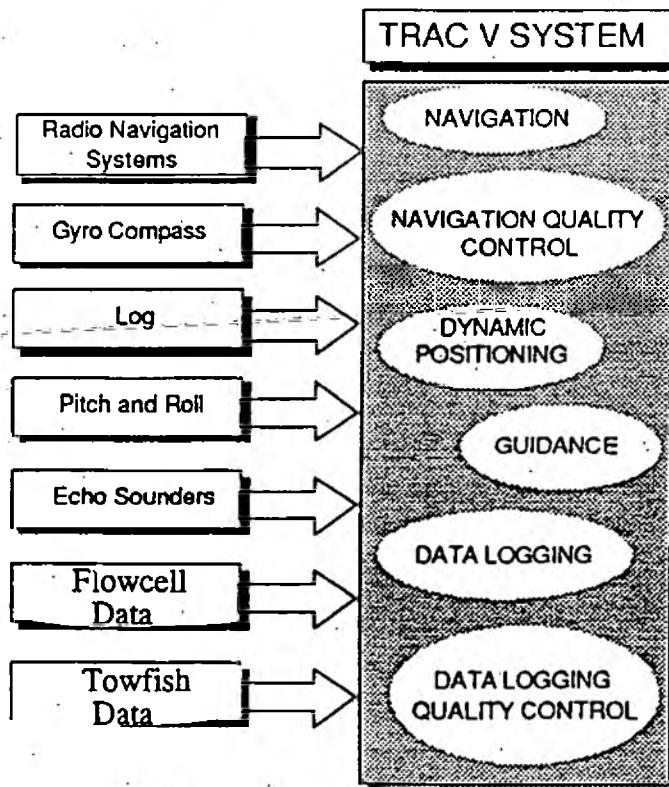 TRAC V SYSTEM
Radio Navigation
Systems
Gyro Compass
Log
Pitch and Roll
Echo Sounders
Flowcell
Data
Towfish
Data
NAVIGATION
NAVIGATION QUALITY
CONTROL
DYNAMIC
POSITIONING
GUIDANCE
DATA LOGGING
DATA LOGGING
QUALITY CONTROL